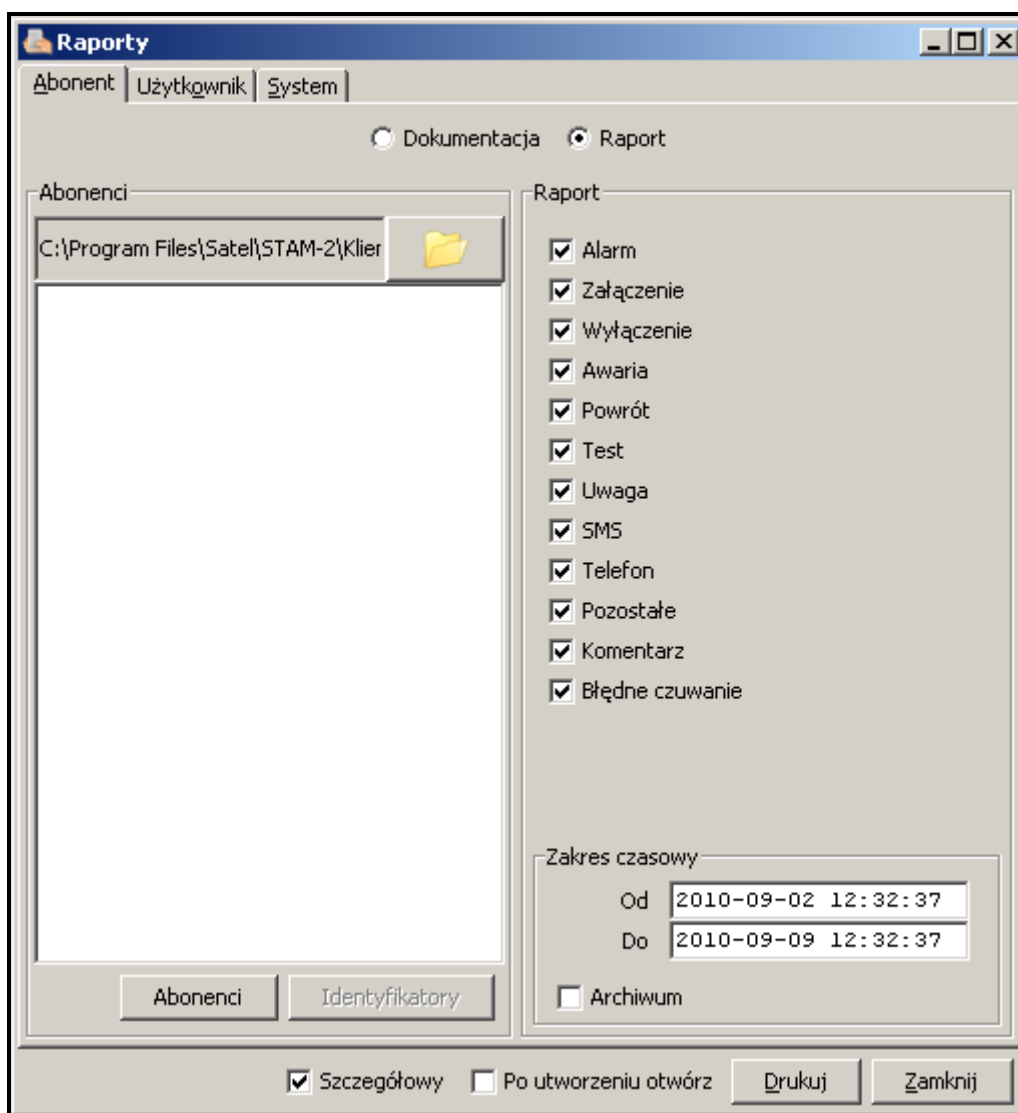 Raporty
Abonent Użytkownik System
Dokumentacja Raport
Abonenci
C:\Program Files\Satel\STAM-2\Klier
Abonenci Identyfikatory
Raport
Alarm
Załączenie
Wyłączenie
Awaria
Powrót
Test
Uwaga
SMS
Telefon
Pozostałe
Komentarz
Błędne czuwanie
Zakres czasowy
Od 2010-09-02 12:32:37
Do 2010-09-09 12:32:37
Archiwum
Szczegółowy Po utworzeniu otwórz Drukuj Zamknij